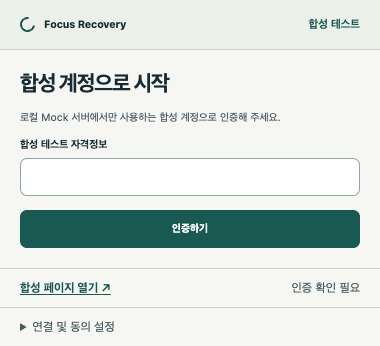 Focus Recovery
합성 테스트
합성 계정으로 시작
로컬 Mock 서버에서만 사용하는 합성 계정으로 인증해 주세요.
합성 테스트 자격정보
인증하기
합성 페이지 열기 ↗
인증 확인 필요
▶ 연결 및 동의 설정